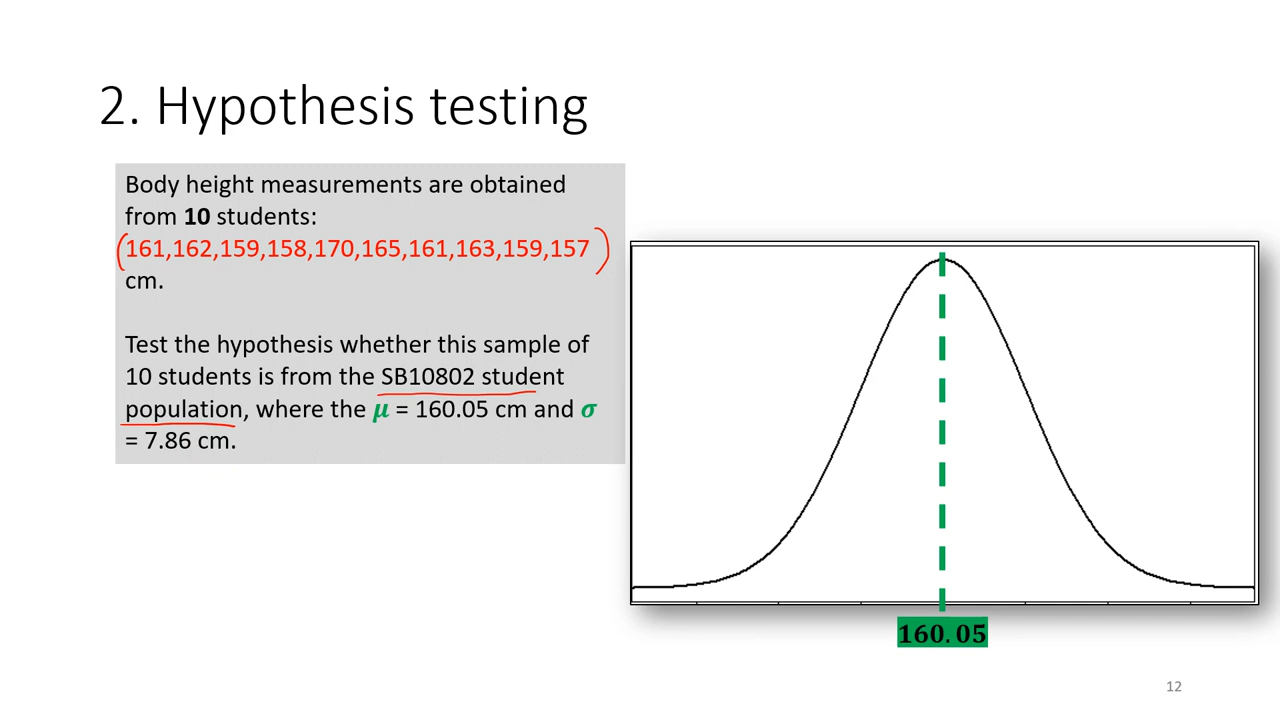 2. Hypothesis testing
Body height measurements are obtained
from 10 students:
(161,162,159,158,170,165,161,163,159,157)
cm.
Test the hypothesis whether this sample of
10 students is from the SB10802 student
population, where the μ = 160.05 cm and σ
= 7.86 cm.
160.05
12